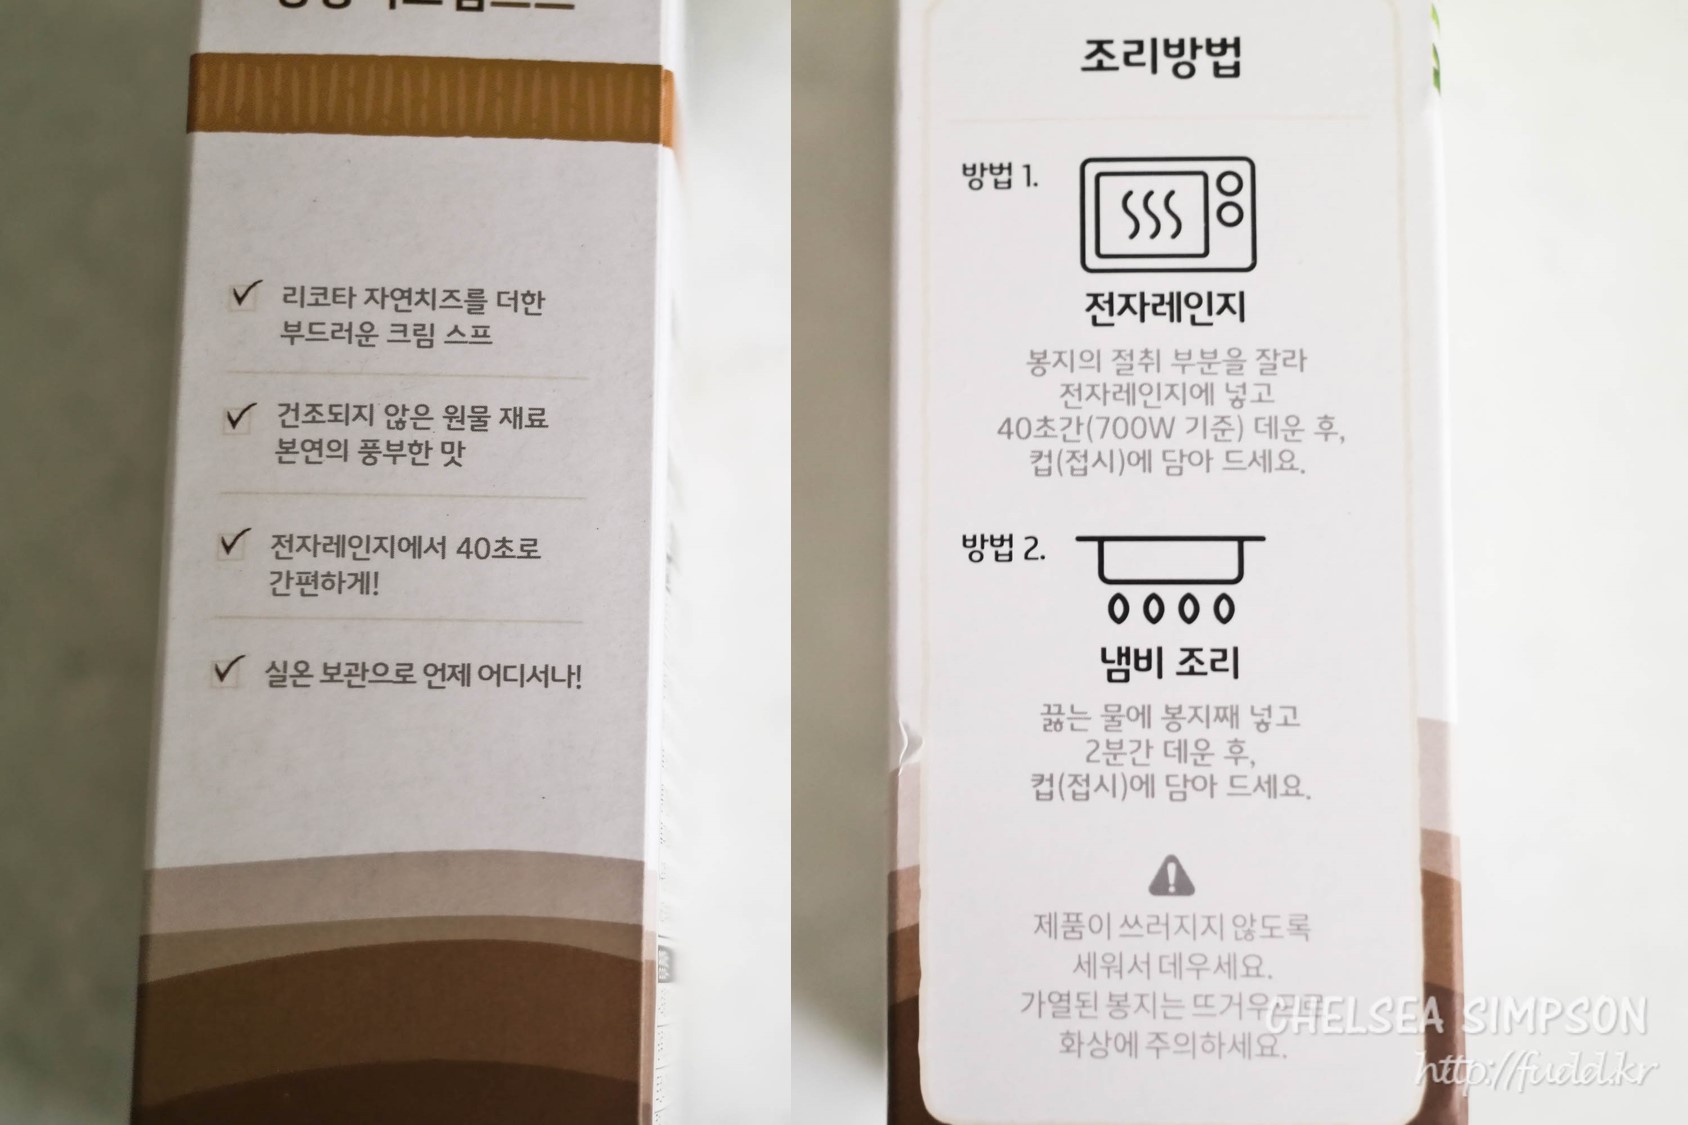 리코타 자연치즈를 더한
부드러운 크림 스프
건조되지 않은 원물 재료
본연의 풍부한 맛
전자레인지에서 40초로
간편하게!
실온 보관으로 언제 어디서나!
조리방법
방법 1.
전자레인지
봉지의 절취 부분을 잘라
전자레인지에 넣고
40초간(700W 기준) 데운 후,
컵(접시)에 담아 드세요.
방법 2.
냄비 조리
끓는 물에 봉지째 넣고
2분간 데운 후,
컵(접시)에 담아 드세요.
제품이 쓰러지지 않도록
세워서 데우세요.
가열된 봉지는 뜨거우므로
화상에 주의하세요.
CHELSEA SIMPSON
http://fudd.kr